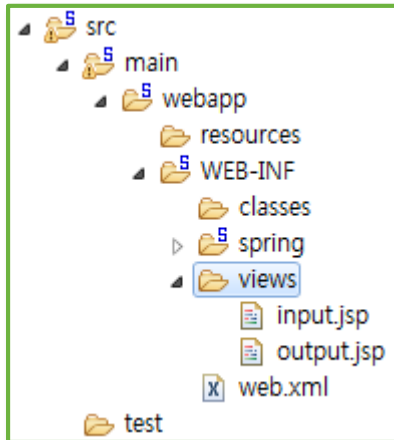 src
main
webapp
resources
WEB-INF
classes
spring
views
input.jsp
output.jsp
web.xml
test